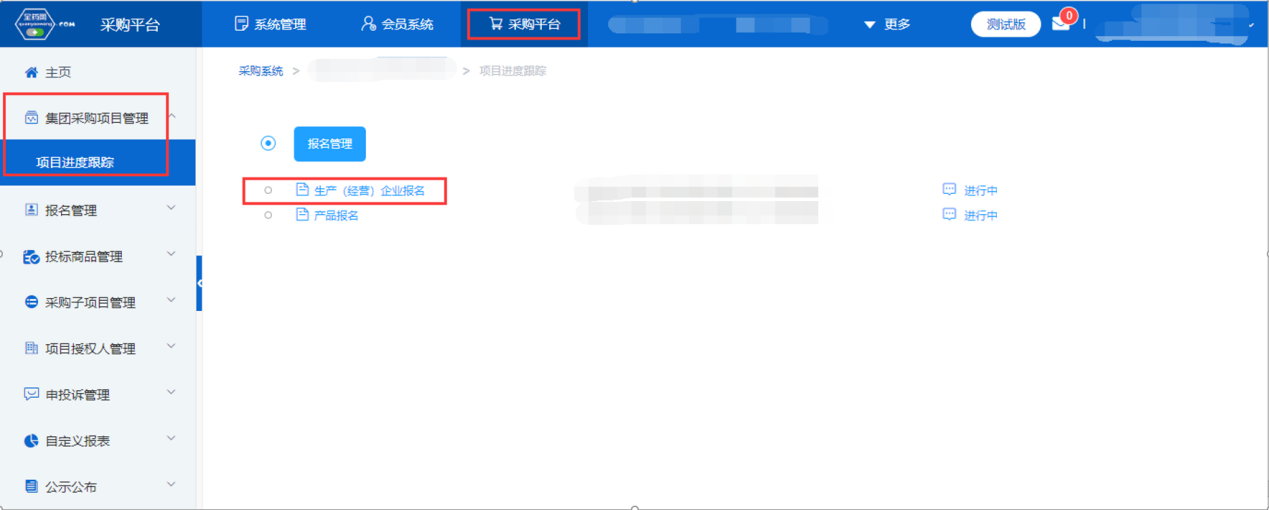 全药网
.COM
采购平台
系统管理
会员系统
采购平台
更多
测试版
0
主页
集团采购项目管理
项目进度跟踪
报名管理
投标商品管理
采购子项目管理
项目授权人管理
申投诉管理
自定义报表
公示公布
采购系统 > > 项目进度跟踪
报名管理
生产（经营）企业报名 进行中
产品报名 进行中